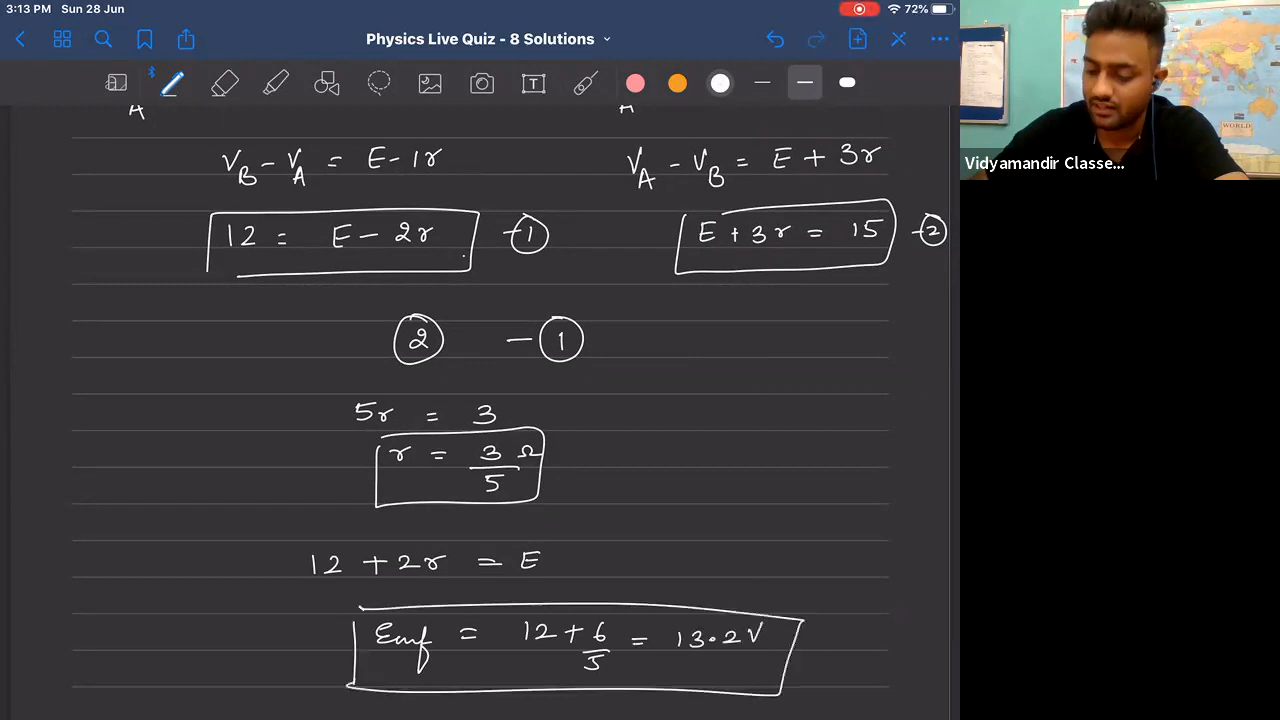 3:13 PM Sun 28 Jun 72%
Physics Live Quiz - 8 Solutions
T
WORLD
Vidyamandir Classe...
A A
V_B - V_A = E - 1r V_A - V_B = E + 3r
12 = E - 2r -① E + 3r = 15 -②
② - ①
5r = 3
r = 3/5 Ω
12 + 2r = E
Emf = 12 + 6/5 = 13.2 V